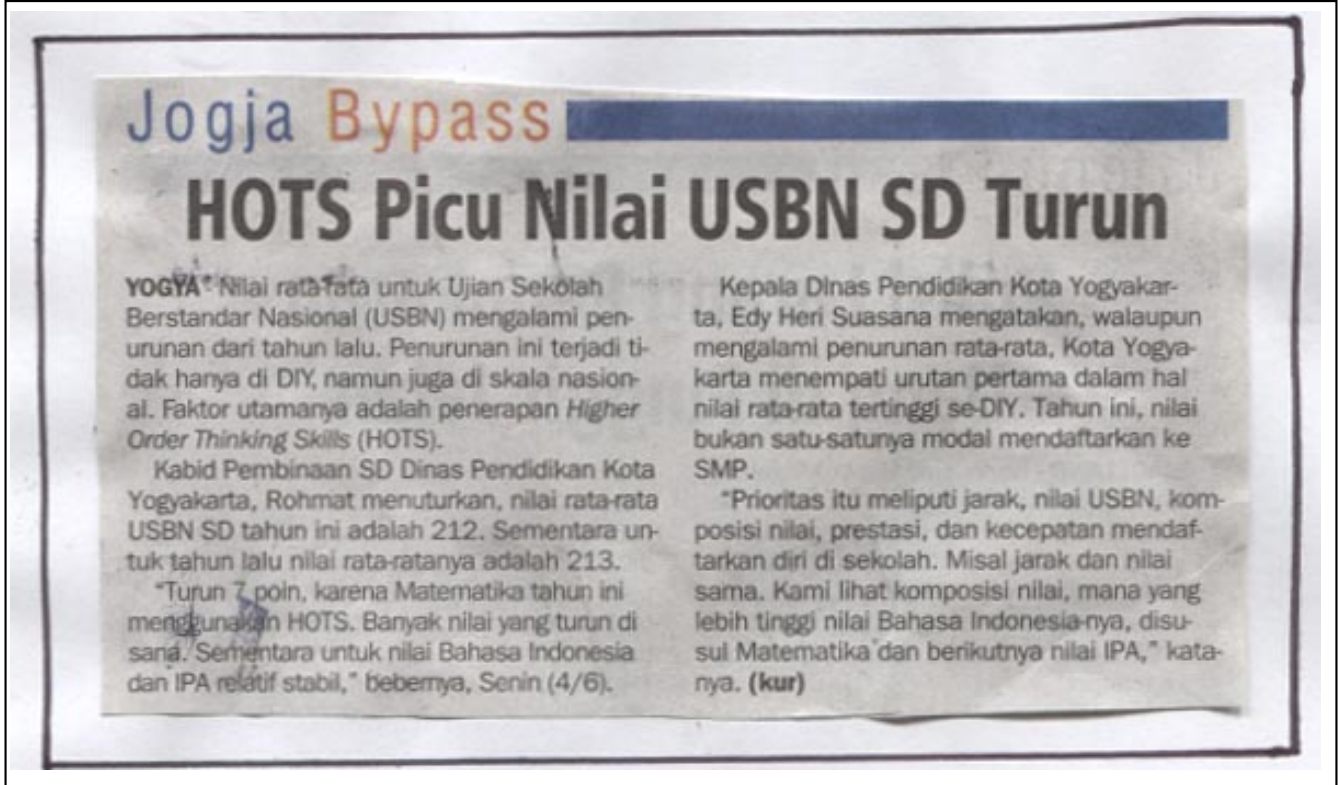 Jogja Bypass
HOTS Picu Nilai USBN SD Turun
YOGYA - Nilai rata-rata untuk Ujian Sekolah
Berstandar Nasional (USBN) mengalami pen-
urunan dari tahun lalu. Penurunan ini terjadi ti-
dak hanya di DIY, namun juga di skala nasion-
al. Faktor utamanya adalah penerapan Higher
Order Thinking Skills (HOTS).
Kabid Pembinaan SD Dinas Pendidikan Kota
Yogyakarta, Rohmat menuturkan, nilai rata-rata
USBN SD tahun ini adalah 212. Sementara un-
tuk tahun lalu nilai rata-ratanya adalah 213.
"Turun 7 poin, karena Matematika tahun ini
menggunakan HOTS. Banyak nilai yang turun di
sana. Sementara untuk nilai Bahasa Indonesia
dan IPA relatif stabil," bebernya, Senin (4/6).
Kepala DInas Pendidikan Kota Yogyakar-
ta, Edy Heri Suasana mengatakan, walaupun
mengalami penurunan rata-rata, Kota Yogya-
karta menempati urutan pertama dalam hal
nilai rata-rata tertinggi se-DIY. Tahun ini, nilai
bukan satu-satunya modal mendaftarkan ke
SMP.
"Prioritas itu meliputi jarak, nilai USBN, kom-
posisi nilai, prestasi, dan kecepatan mendaf-
tarkan diri di sekolah. Misal jarak dan nilai
sama. Kami lihat komposisi nilai, mana yang
lebih tinggi nilai Bahasa Indonesia-nya, disu-
sul Matematika dan berikutnya nilai IPA," kata-
nya. (kur)